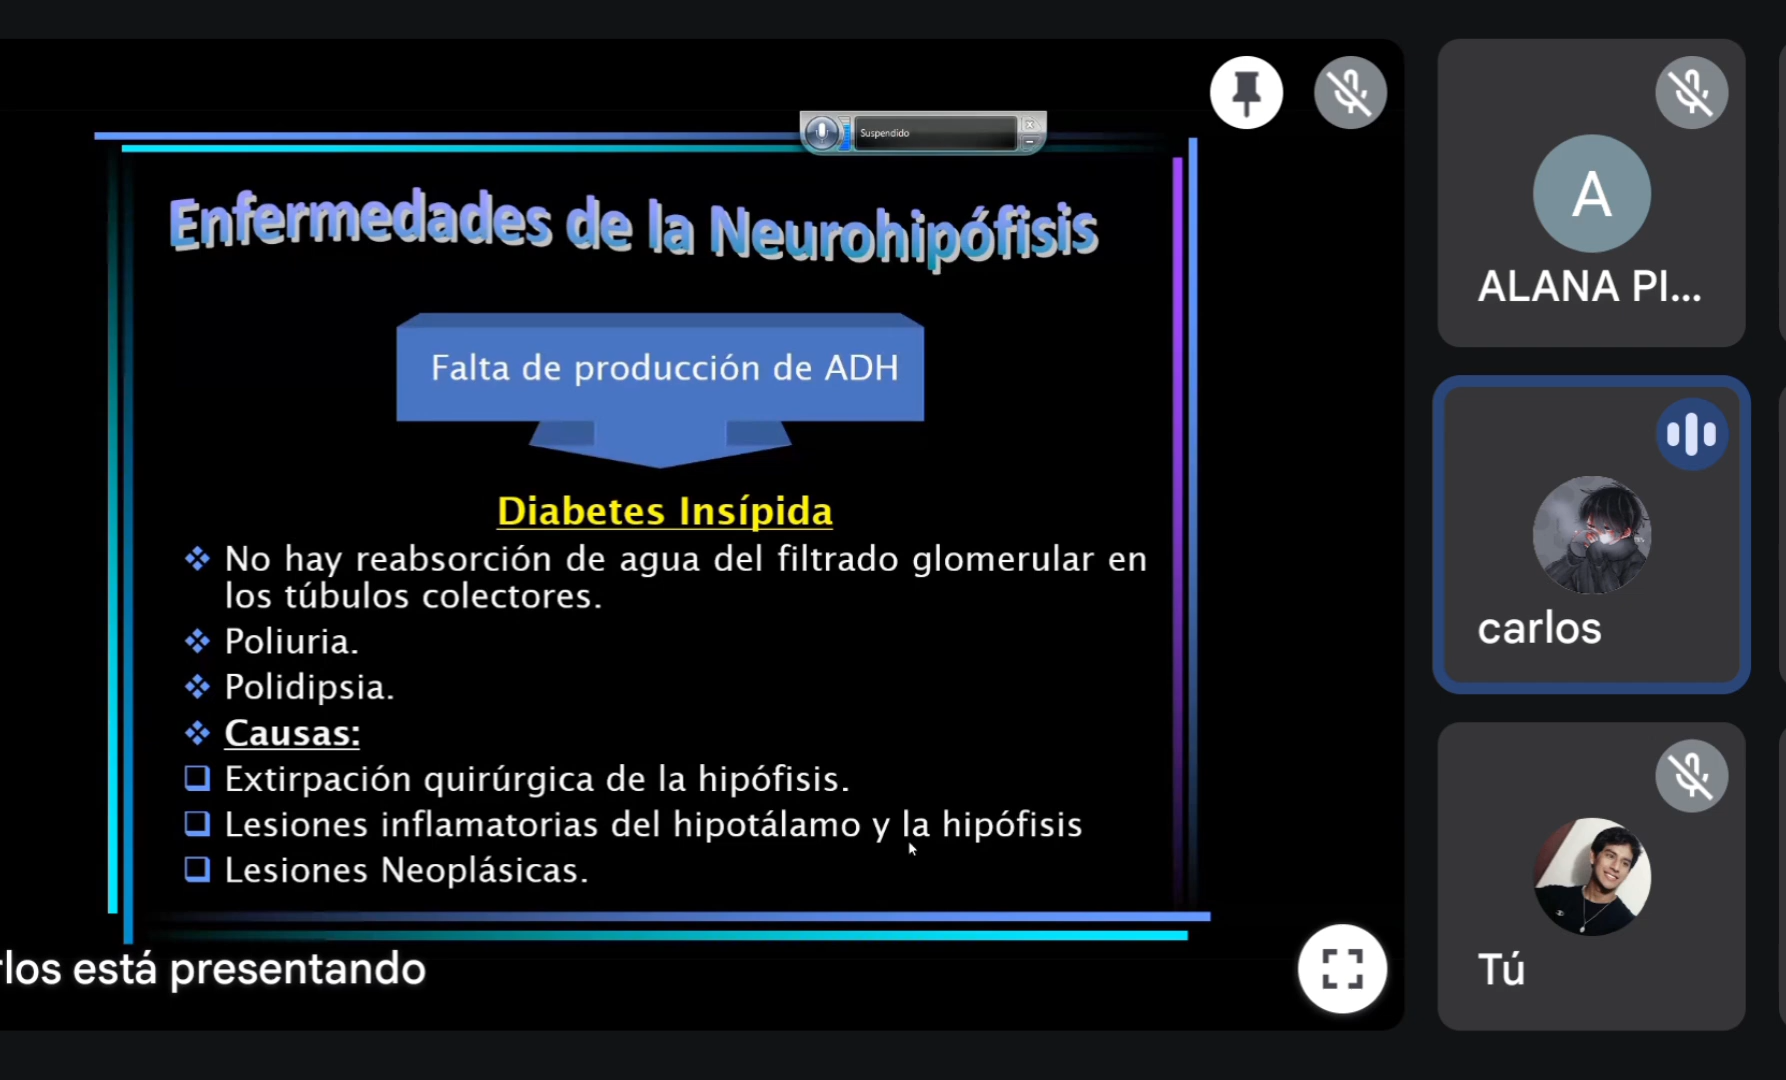 Suspendido
Enfermedades de la Neurohipófisis
Falta de producción de ADH
Diabetes Insípida
No hay reabsorción de agua del filtrado glomerular en
los túbulos colectores.
Poliuria.
Polidipsia.
Causas:
Extirpación quirúrgica de la hipófisis.
Lesiones inflamatorias del hipotálamo y la hipófisis
Lesiones Neoplásicas.
rlos está presentando
A
ALANA PI...
carlos
Tú